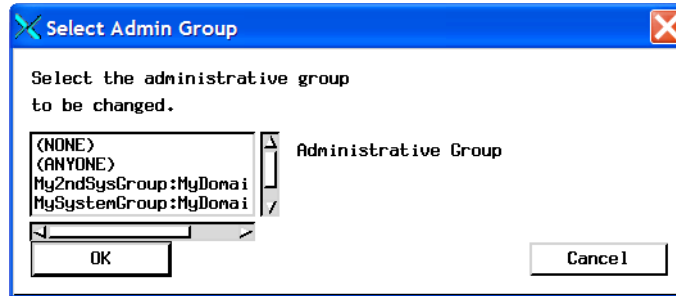 Select Admin Group
Select the administrative group
to be changed.
(NONE)
(ANYONE)
My2ndSysGroup:MyDomai
MySystemGroup:MyDomai
Administrative Group
OK
Cancel